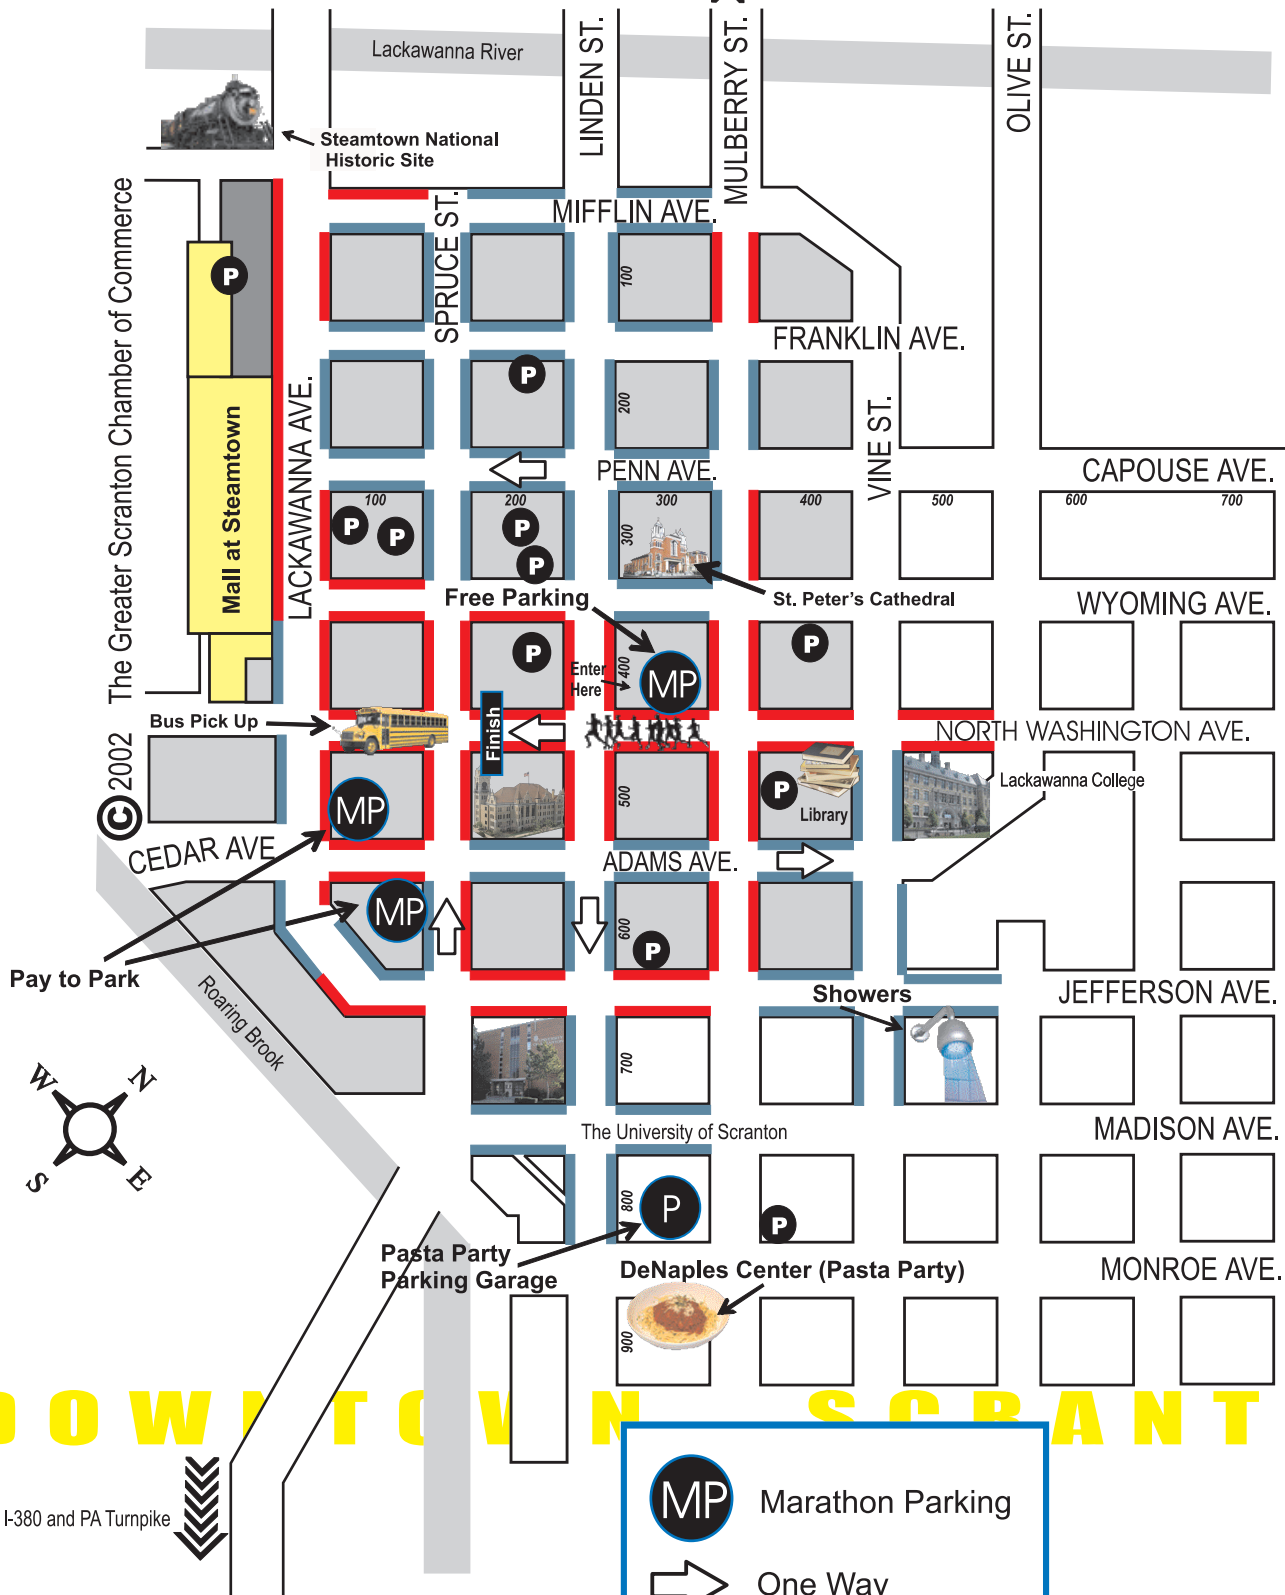 Lackawanna River
LINDEN ST.
MULBERRY ST.
OLIVE ST.
Steamtown National
Historic Site
The Greater Scranton Chamber of Commerce
SPRUCE ST.
MIFFLIN AVE.
P
100
FRANKLIN AVE.
LACKAWANNA AVE.
Mall at Steamtown
P
200
VINE ST.
PENN AVE.
CAPOUSE AVE.
100
200
300
400
500
600
700
P
P
P
P
300
Free Parking
St. Peter's Cathedral
WYOMING AVE.
P
Enter
Here
400
MP
P
Bus Pick Up
Finish
NORTH WASHINGTON AVE.
© 2002
MP
500
P
Library
Lackawanna College
CEDAR AVE
ADAMS AVE.
MP
600
P
Pay to Park
Showers
JEFFERSON AVE.
Roaring Brook
700
W
N
S
E
The University of Scranton
MADISON AVE.
800
P
P
Pasta Party
Parking Garage
DeNaples Center (Pasta Party)
MONROE AVE.
900
DOWNTOWN SCRANT
MP
Marathon Parking
I-380 and PA Turnpike
One Way